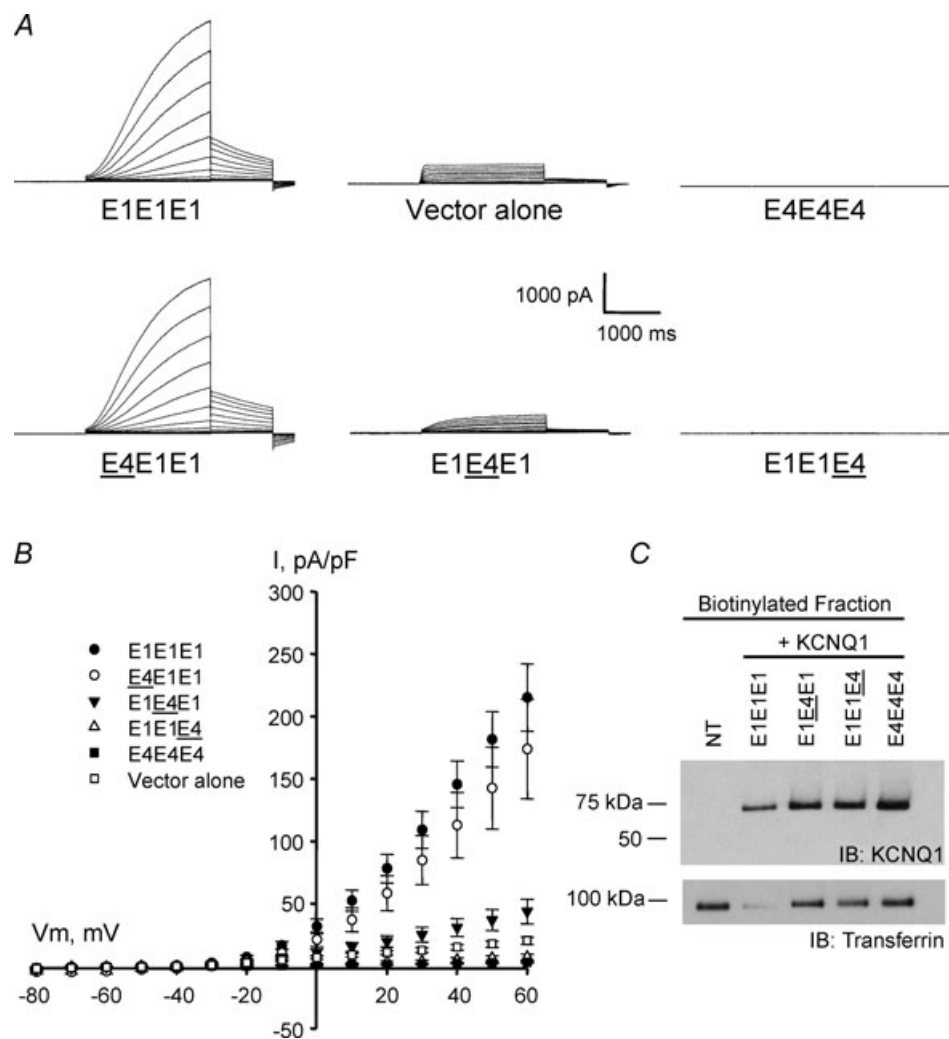 A
E1E1E1
Vector alone
E4E4E4
1000 pA
1000 ms
E4E1E1
E1E4E1
E1E1E4
B
I, pA/pF
300
250
200
150
100
50
-50
E1E1E1
E4E1E1
E1E4E1
E1E1E4
E4E4E4
Vector alone
Vm, mV
-80 -60 -40 -20 20 40 60
C
Biotinylated Fraction
+ KCNQ1
NT E1E1E1 E1E4E1 E1E1E4 E4E4E4
75 kDa
50
IB: KCNQ1
100 kDa
IB: Transferrin